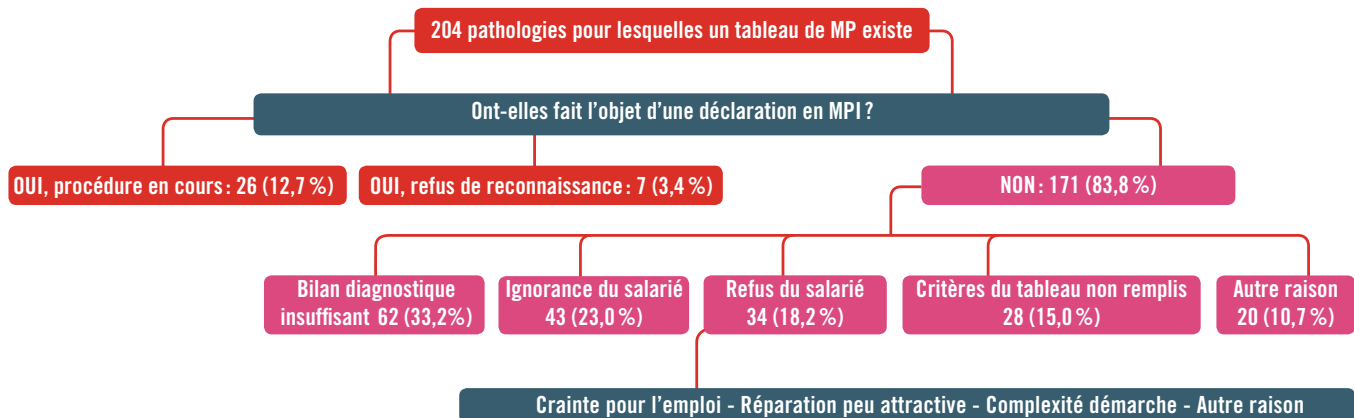 204 pathologies pour lesquelles un tableau de MP existe
Ont-elles fait l'objet d'une déclaration en MPI ?
OUI, procédure en cours : 26 (12,7 %)
OUI, refus de reconnaissance : 7 (3,4 %)
NON : 171 (83,8 %)
Bilan diagnostique
insuffisant 62 (33,2%)
Ignorance du salarié
43 (23,0 %)
Refus du salarié
34 (18,2 %)
Critères du tableau non remplis
28 (15,0 %)
Autre raison
20 (10,7 %)
Crainte pour l'emploi - Réparation peu attractive - Complexité démarche - Autre raison